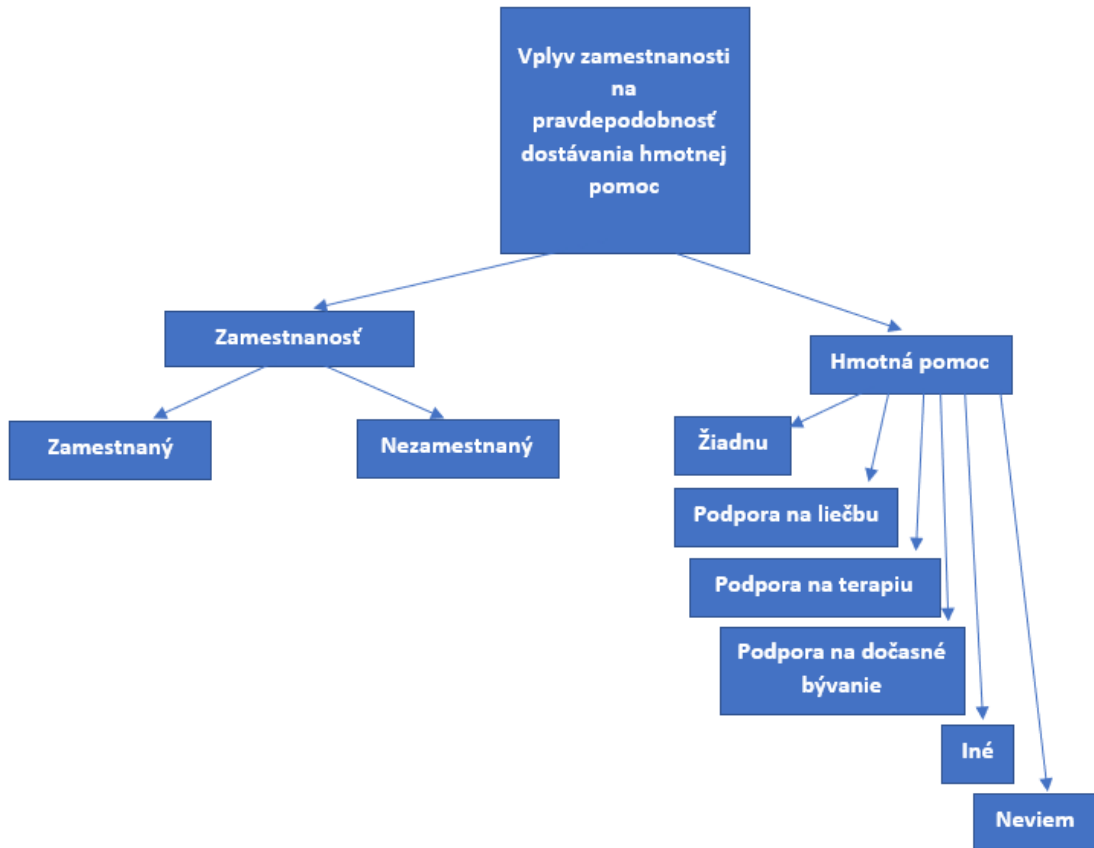 Vplyv zamestnanosti
na
pravdepodobnosť
dostávania hmotnej
pomoc
Zamestnanosť
Hmotná pomoc
Zamestnaný
Nezamestnaný
Žiadnu
Podpora na liečbu
Podpora na terapiu
Podpora na dočasné
bývanie
Iné
Neviem